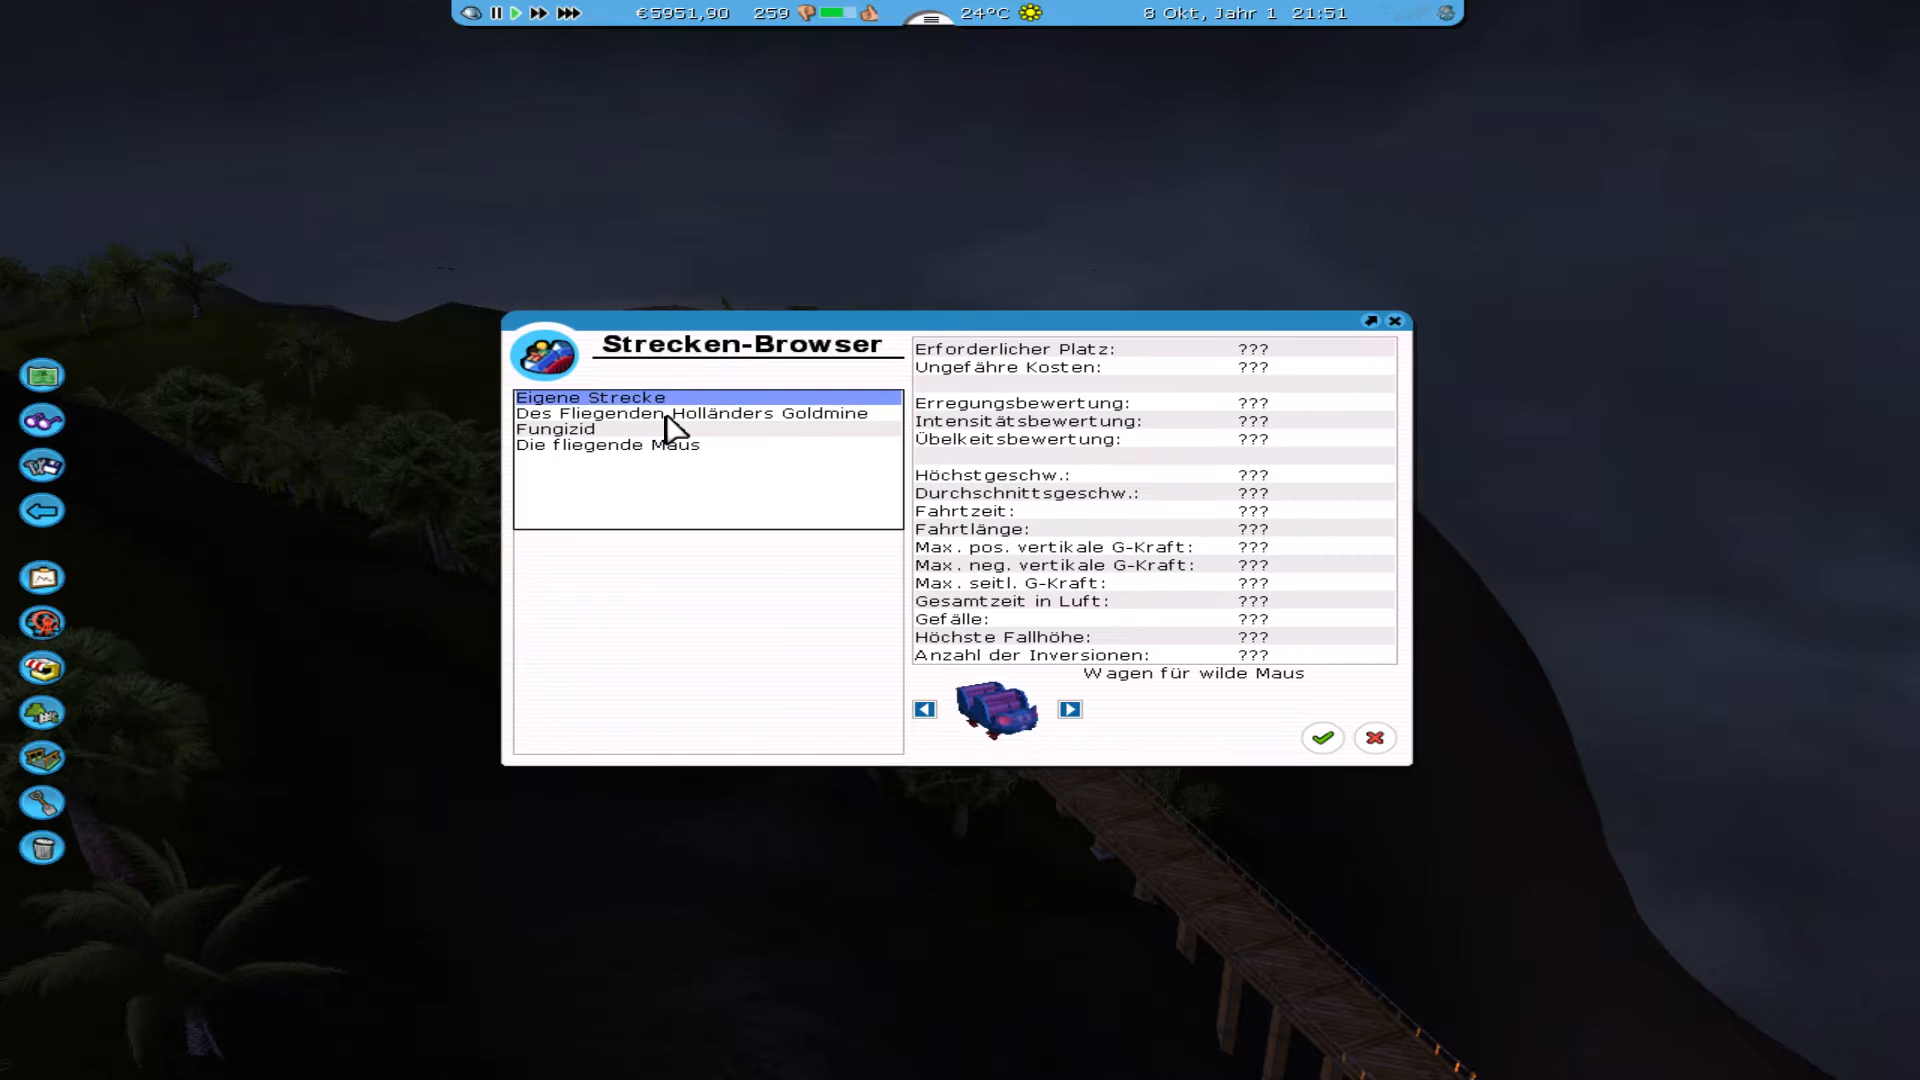 €5951,90 259 24°C 8 Okt, Jahr 1 21:51
Strecken-Browser
Eigene Strecke
Des Fliegenden Holländers Goldmine
Fungizid
Die fliegende Maus
Erforderlicher Platz: ???
Ungefähre Kosten: ???
Erregungsbewertung: ???
Intensitätsbewertung: ???
Übelkeitsbewertung: ???
Höchstgeschw.: ???
Durchschnittsgeschw.: ???
Fahrtzeit: ???
Fahrtlänge: ???
Max. pos. vertikale G-Kraft: ???
Max. neg. vertikale G-Kraft: ???
Max. seitl. G-Kraft: ???
Gesamtzeit in Luft: ???
Gefälle: ???
Höchste Fallhöhe: ???
Anzahl der Inversionen: ???
Wagen für wilde Maus